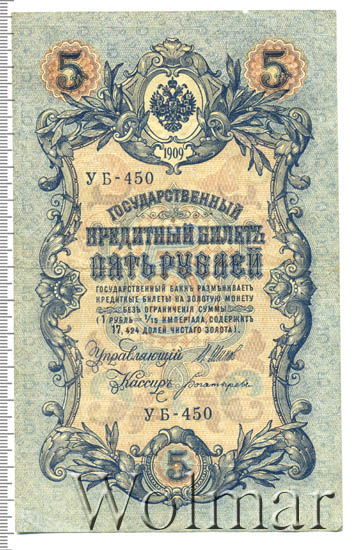 5 5
1909
УБ-450
ГОСУДАРСТВЕННЫЙ
КРЕДИТНЫЙ БИЛЕТЪ
ПЯТЬ РУБЛЕЙ
ГОСУДАРСТВЕННЫЙ БАНКЪ РАЗМѢНИВАЕТЪ
КРЕДИТНЫЕ БИЛЕТЫ НА ЗОЛОТУЮ МОНЕТУ
БЕЗЪ ОГРАНИЧЕНІЯ СУММЫ
(1 РУБЛЬ = 1/15 ИМПЕРІАЛА, СОДЕРЖИТЪ
17,424 ДОЛЕЙ ЧИСТАГО ЗОЛОТА).
Управляющій
Кассиръ
УБ-450
5
Wolmar